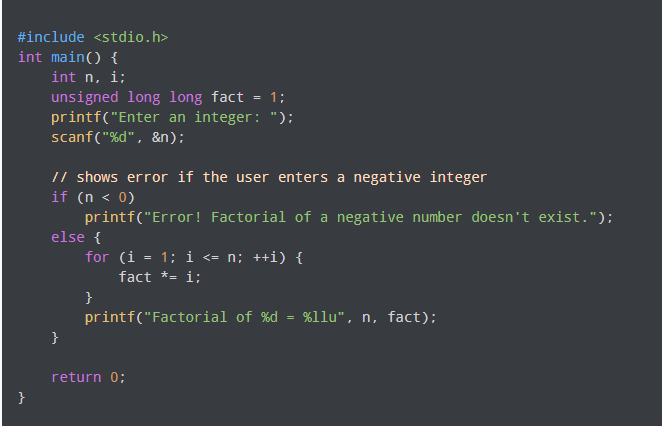 #include <stdio.h>
int main() {
    int n, i;
    unsigned long long fact = 1;
    printf("Enter an integer: ");
    scanf("%d", &n);

    // shows error if the user enters a negative integer
    if (n < 0)
        printf("Error! Factorial of a negative number doesn't exist.");
    else {
        for (i = 1; i <= n; ++i) {
            fact *= i;
        }
        printf("Factorial of %d = %llu", n, fact);
    }

    return 0;
}